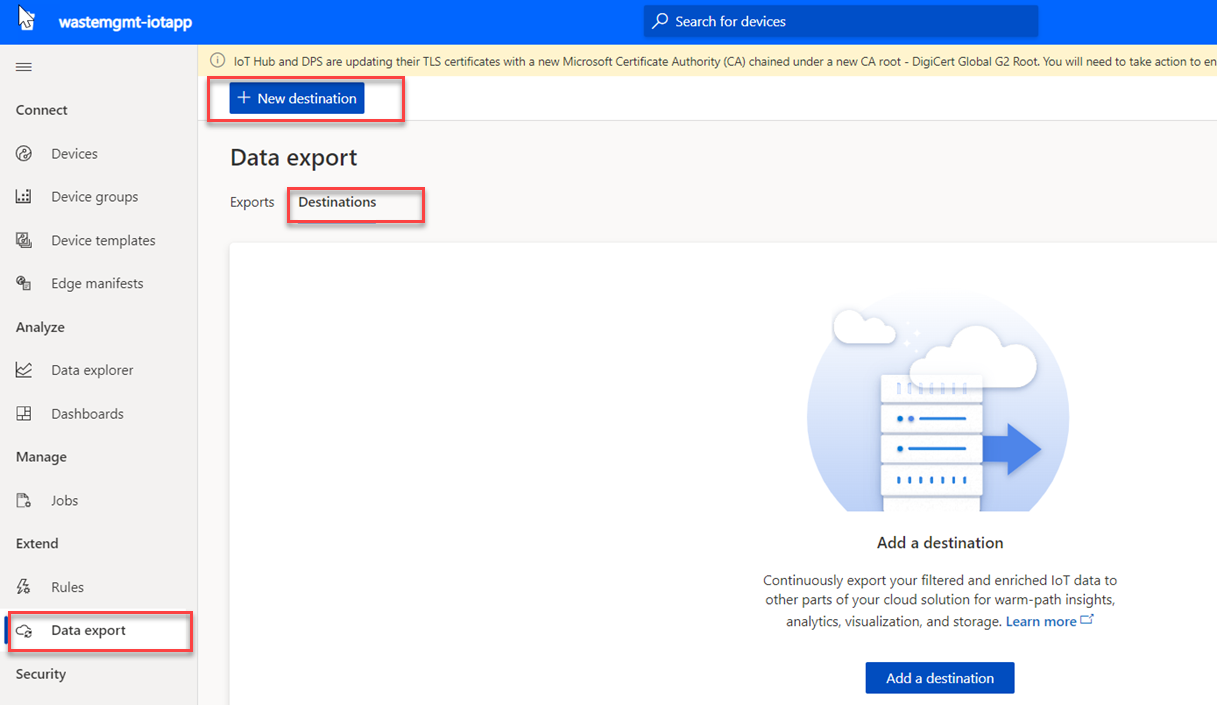 wastemgmt-iotapp
Search for devices
IoT Hub and DPS are updating their TLS certificates with a new Microsoft Certificate Authority (CA) chained under a new CA root - DigiCert Global G2 Root. You will need to take action to en
New destination
Connect
Devices
Device groups
Device templates
Edge manifests
Analyze
Data explorer
Dashboards
Manage
Jobs
Extend
Rules
Data export
Security
Data export
Exports
Destinations
Add a destination
Continuously export your filtered and enriched IoT data to
other parts of your cloud solution for warm-path insights,
analytics, visualization, and storage. Learn more
Add a destination